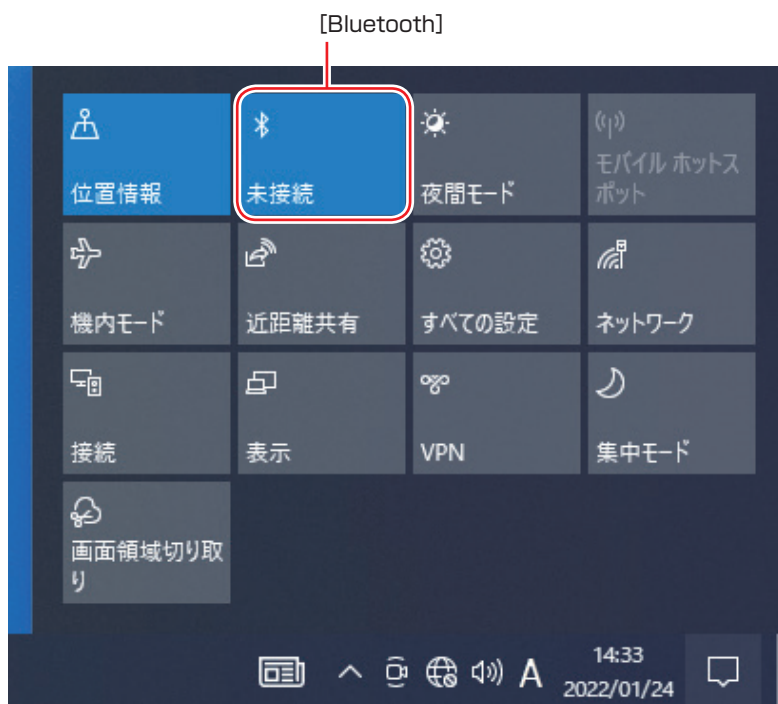 [Bluetooth]
位置情報
未接続
夜間モード
モバイル ホットス
ポット
機内モード
近距離共有
すべての設定
ネットワーク
接続
表示
VPN
集中モード
画面領域切り取
り
A
14:33
2022/01/24